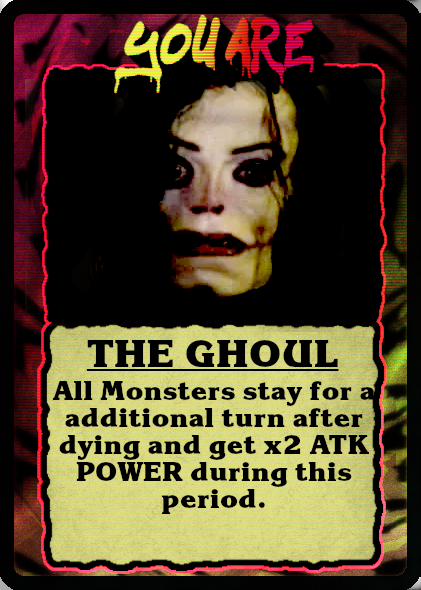 YOU ARE
THE GHOUL
All Monsters stay for a
additional turn after
dying and get x2 ATK
POWER during this
period.